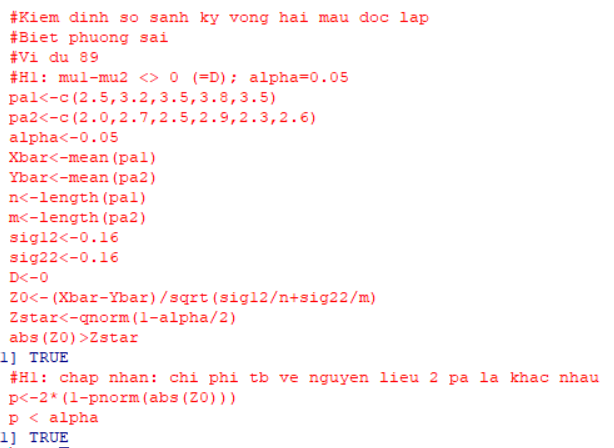 #Kiem dinh so sanh ky vong hai mau doc lap
#Biet phuong sai
#Vi du 89
#H1: mu1-mu2 <> 0 (=D); alpha=0.05
pa1<-c(2.5,3.2,3.5,3.8,3.5)
pa2<-c(2.0,2.7,2.5,2.9,2.3,2.6)
alpha<-0.05
Xbar<-mean(pa1)
Ybar<-mean(pa2)
n<-length(pa1)
m<-length(pa2)
sig12<-0.16
sig22<-0.16
D<-0
Z0<-(Xbar-Ybar)/sqrt(sig12/n+sig22/m)
Zstar<-qnorm(1-alpha/2)
abs(Z0)>Zstar
1] TRUE
#H1: chap nhan: chi phi tb ve nguyen lieu 2 pa la khac nhau
p<-2*(1-pnorm(abs(Z0)))
p < alpha
1] TRUE